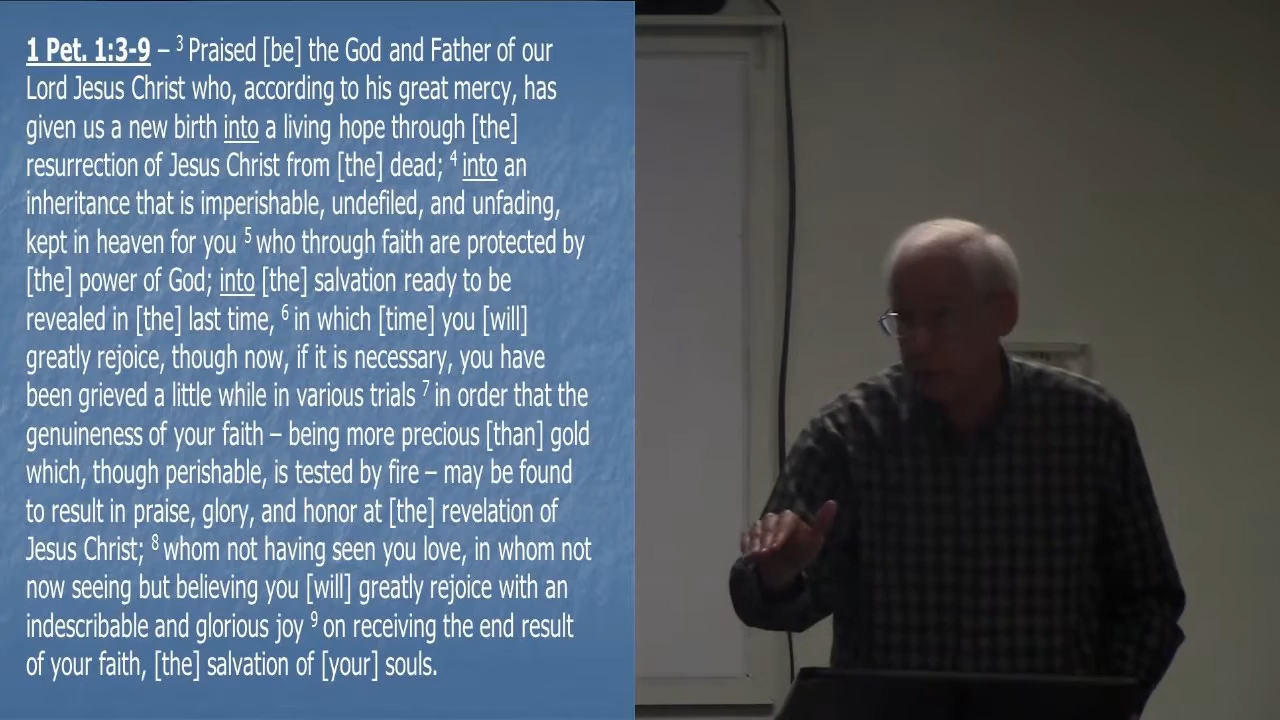 1 Pet. 1:3-9 – 3 Praised [be] the God and Father of our
Lord Jesus Christ who, according to his great mercy, has
given us a new birth into a living hope through [the]
resurrection of Jesus Christ from [the] dead; 4 into an
inheritance that is imperishable, undefiled, and unfading,
kept in heaven for you 5 who through faith are protected by
[the] power of God; into [the] salvation ready to be
revealed in [the] last time, 6 in which [time] you [will]
greatly rejoice, though now, if it is necessary, you have
been grieved a little while in various trials 7 in order that the
genuineness of your faith – being more precious [than] gold
which, though perishable, is tested by fire – may be found
to result in praise, glory, and honor at [the] revelation of
Jesus Christ; 8 whom not having seen you love, in whom not
now seeing but believing you [will] greatly rejoice with an
indescribable and glorious joy 9 on receiving the end result
of your faith, [the] salvation of [your] souls.